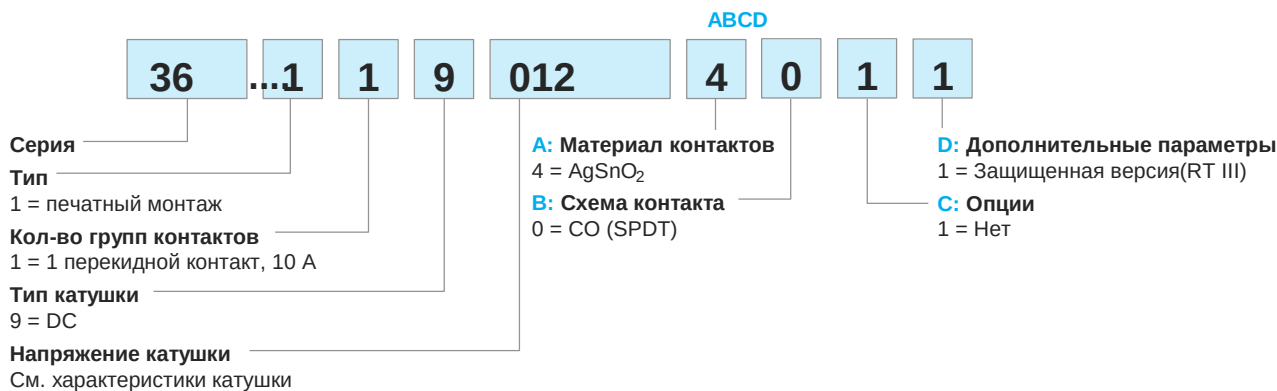 ABCD
36 ....1 1 9 012 4 0 1 1
Серия
Тип
1 = печатный монтаж
Кол-во групп контактов
1 = 1 перекидной контакт, 10 A
Тип катушки
9 = DC
Напряжение катушки
См. характеристики катушки
A: Материал контактов
4 = AgSnO₂
B: Схема контакта
0 = CO (SPDT)
D: Дополнительные параметры
1 = Защищенная версия(RT III)
C: Опции
1 = Нет